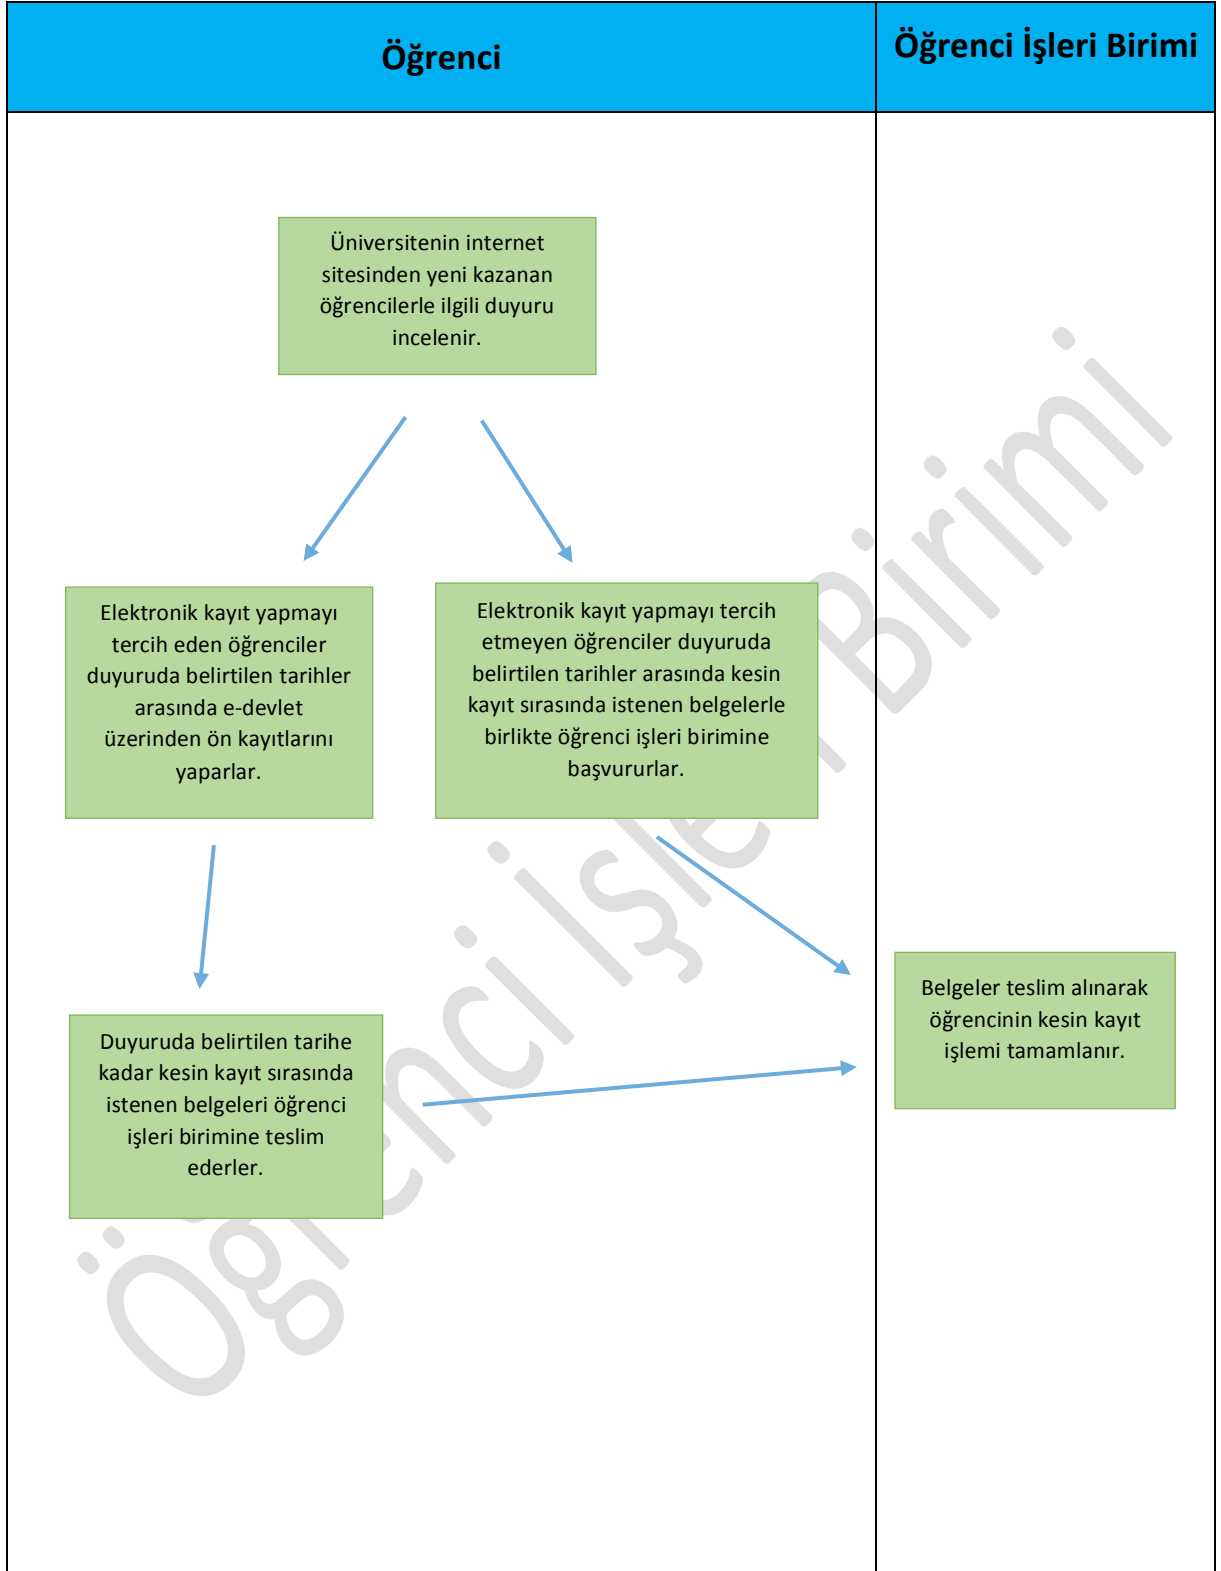 Öğrenci
Öğrenci İşleri Birimi
Üniversitenin internet
sitesinden yeni kazanan
öğrencilerle ilgili duyuru
incelenir.
Elektronik kayıt yapmayı
tercih eden öğrenciler
duyuruda belirtilen tarihler
arasında e-devlet
üzerinden ön kayıtlarını
yaparlar.
Elektronik kayıt yapmayı tercih
etmeyen öğrenciler duyuruda
belirtilen tarihler arasında kesin
kayıt sırasında istenen belgelerle
birlikte öğrenci işleri birimine
başvururlar.
Duyuruda belirtilen tarihe
kadar kesin kayıt sırasında
istenen belgeleri öğrenci
işleri birimine teslim
ederler.
Belgeler teslim alınarak
öğrencinin kesin kayıt
işlemi tamamlanır.
Öğrenci İşleri Birimi